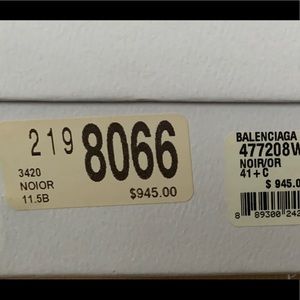 219 8066
3420
NOIOR
11.5B
$945.00
BALENCIAGA
477208W
NOIR/OR
41+C
$ 945.0
8 89300 242